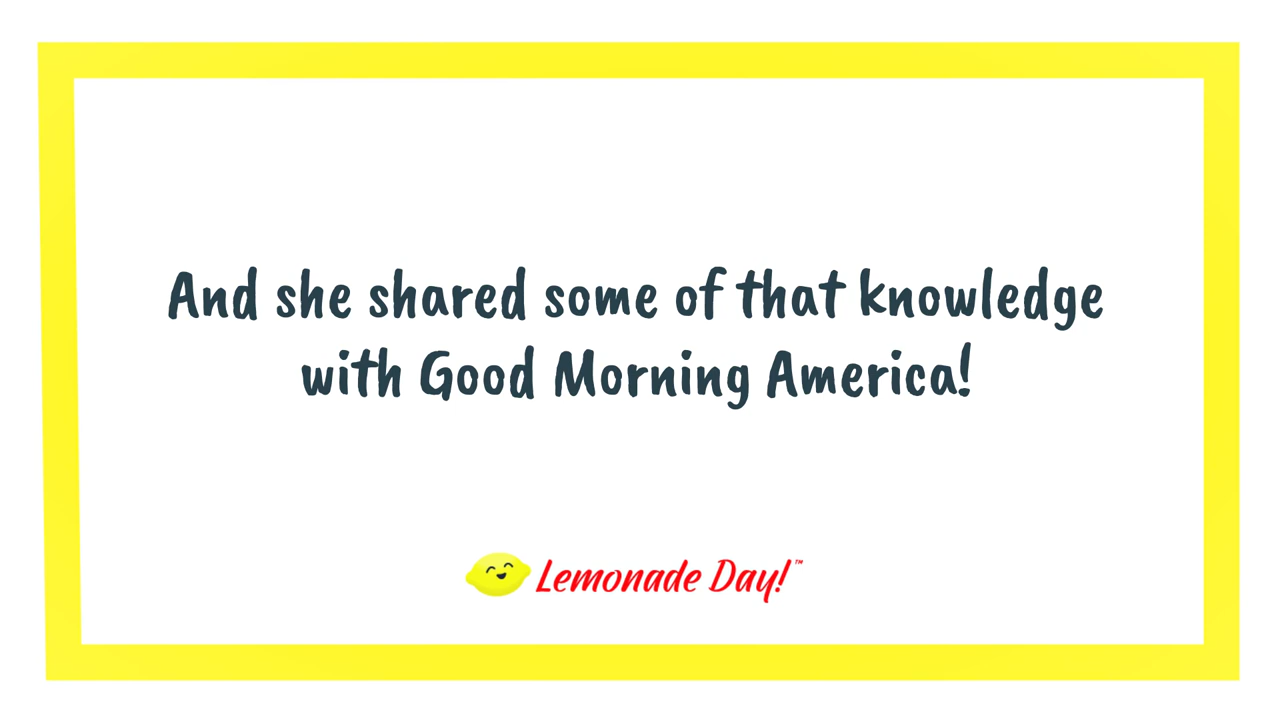 And she shared some of that knowledge
with Good Morning America!
Lemonade Day!™